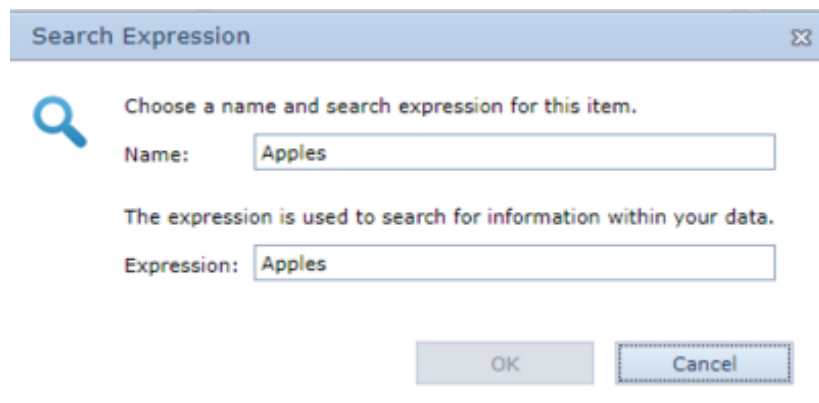 Search Expression
Choose a name and search expression for this item.
Name: Apples
The expression is used to search for information within your data.
Expression: Apples
OK Cancel